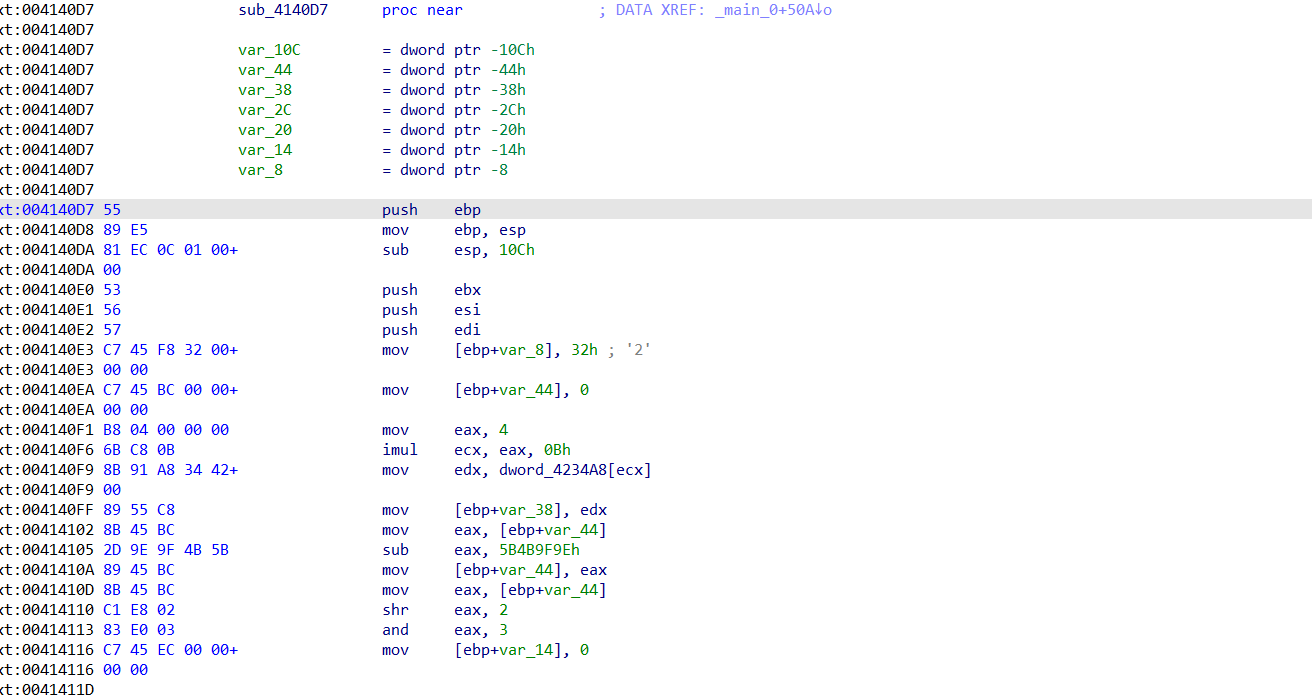 xt:004140D7 sub_4140D7 proc near ; DATA XREF: _main_0+50A↓o
xt:004140D7
xt:004140D7 var_10C = dword ptr -10Ch
xt:004140D7 var_44 = dword ptr -44h
xt:004140D7 var_38 = dword ptr -38h
xt:004140D7 var_2C = dword ptr -2Ch
xt:004140D7 var_20 = dword ptr -20h
xt:004140D7 var_14 = dword ptr -14h
xt:004140D7 var_8 = dword ptr -8
xt:004140D7
xt:004140D7 55 push ebp
xt:004140D8 89 E5 mov ebp, esp
xt:004140DA 81 EC 0C 01 00+ sub esp, 10Ch
xt:004140DA 00
xt:004140E0 53 push ebx
xt:004140E1 56 push esi
xt:004140E2 57 push edi
xt:004140E3 C7 45 F8 32 00+ mov [ebp+var_8], 32h ; '2'
xt:004140E3 00 00
xt:004140EA C7 45 BC 00 00+ mov [ebp+var_44], 0
xt:004140EA 00 00
xt:004140F1 B8 04 00 00 00 mov eax, 4
xt:004140F6 6B C8 0B imul ecx, eax, 0Bh
xt:004140F9 8B 91 A8 34 42+ mov edx, dword_4234A8[ecx]
xt:004140F9 00
xt:004140FF 89 55 C8 mov [ebp+var_38], edx
xt:00414102 8B 45 BC mov eax, [ebp+var_44]
xt:00414105 2D 9E 9F 4B 5B sub eax, 5B4B9F9Eh
xt:0041410A 89 45 BC mov [ebp+var_44], eax
xt:0041410D 8B 45 BC mov eax, [ebp+var_44]
xt:00414110 C1 E8 02 shr eax, 2
xt:00414113 83 E0 03 and eax, 3
xt:00414116 C7 45 EC 00 00+ mov [ebp+var_14], 0
xt:00414116 00 00
xt:0041411D